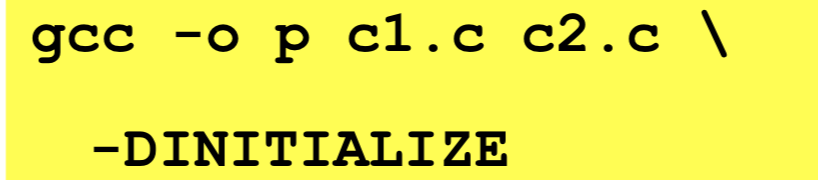 gcc -o p c1.c c2.c \
-DINITIALIZE